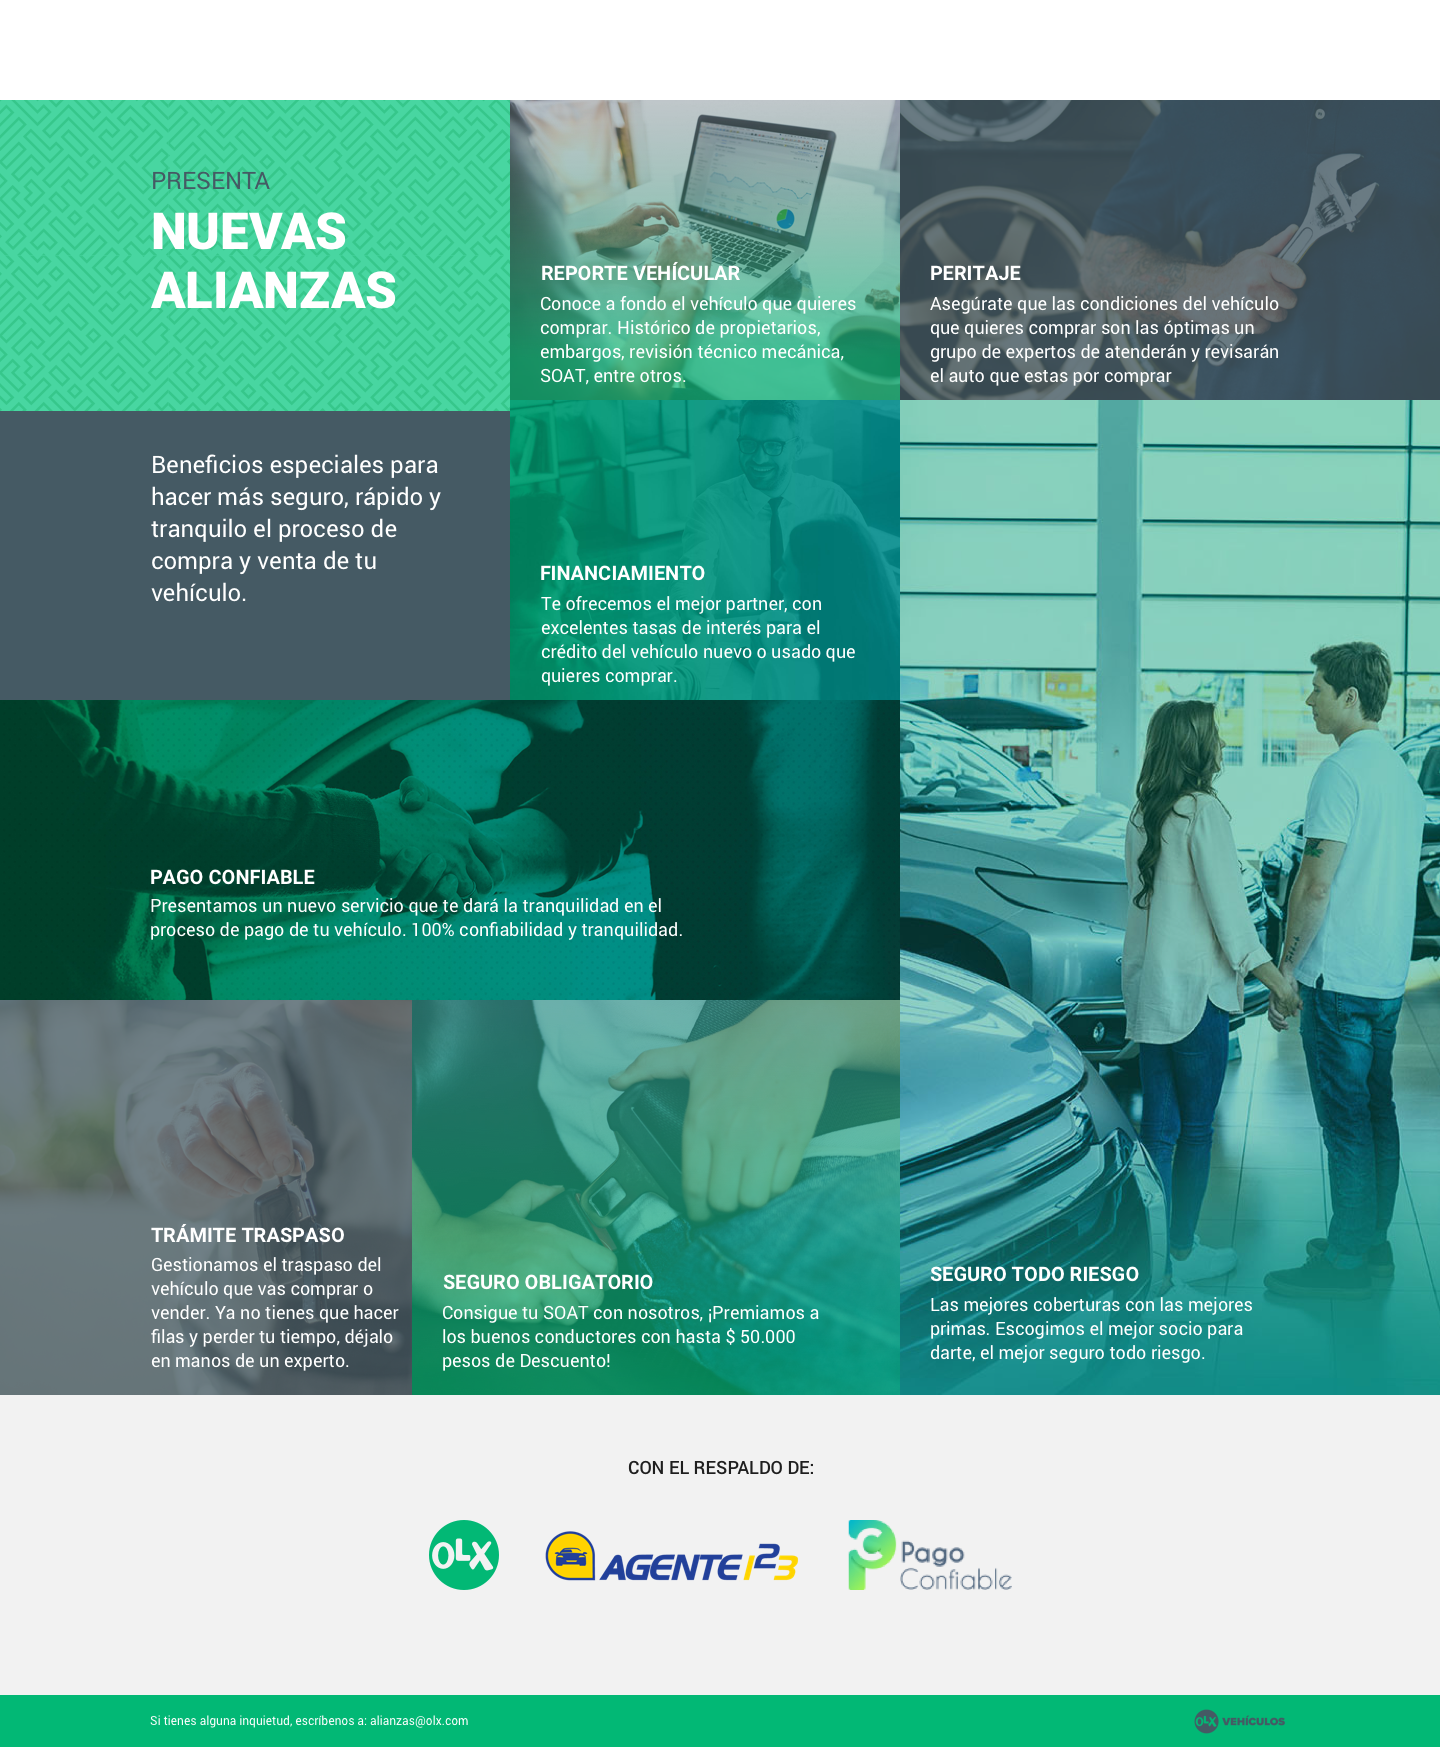 PRESENTA
NUEVAS
ALIANZAS
Beneficios especiales para
hacer más seguro, rápido y
tranquilo el proceso de
compra y venta de tu
vehículo.
REPORTE VEHÍCULAR
Conoce a fondo el vehículo que quieres
comprar. Histórico de propietarios,
embargos, revisión técnico mecánica,
SOAT, entre otros.
PERITAJE
Asegúrate que las condiciones del vehículo
que quieres comprar son las óptimas un
grupo de expertos de atenderán y revisarán
el auto que estas por comprar
FINANCIAMIENTO
Te ofrecemos el mejor partner, con
excelentes tasas de interés para el
crédito del vehículo nuevo o usado que
quieres comprar.
PAGO CONFIABLE
Presentamos un nuevo servicio que te dará la tranquilidad en el
proceso de pago de tu vehículo. 100% confiabilidad y tranquilidad.
TRÁMITE TRASPASO
Gestionamos el traspaso del
vehículo que vas comprar o
vender. Ya no tienes que hacer
filas y perder tu tiempo, déjalo
en manos de un experto.
SEGURO OBLIGATORIO
Consigue tu SOAT con nosotros, ¡Premiamos a
los buenos conductores con hasta $ 50.000
pesos de Descuento!
SEGURO TODO RIESGO
Las mejores coberturas con las mejores
primas. Escogimos el mejor socio para
darte, el mejor seguro todo riesgo.
CON EL RESPALDO DE:
OLX
AGENTE 123
Pago
Confiable
Si tienes alguna inquietud, escríbenos a: alianzas@olx.com
OLX VEHÍCULOS